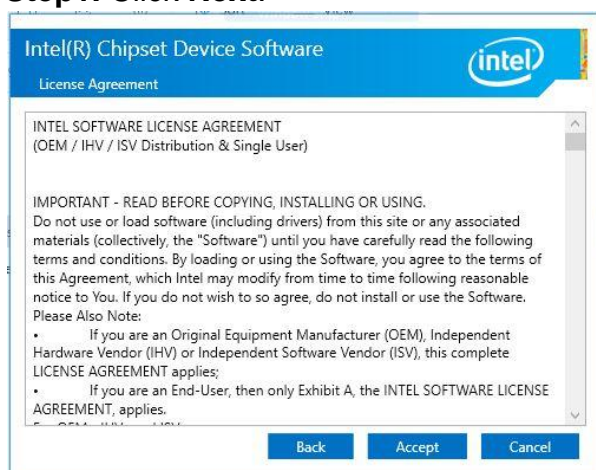 Intel(R) Chipset Device Software
intel
License Agreement
INTEL SOFTWARE LICENSE AGREEMENT
(OEM / IHV / ISV Distribution & Single User)
IMPORTANT - READ BEFORE COPYING, INSTALLING OR USING.
Do not use or load software (including drivers) from this site or any associated
materials (collectively, the "Software") until you have carefully read the following
terms and conditions. By loading or using the Software, you agree to the terms of
this Agreement, which Intel may modify from time to time following reasonable
notice to You. If you do not wish to so agree, do not install or use the Software.
Please Also Note:
• If you are an Original Equipment Manufacturer (OEM), Independent
Hardware Vendor (IHV) or Independent Software Vendor (ISV), this complete
LICENSE AGREEMENT applies;
• If you are an End-User, then only Exhibit A, the INTEL SOFTWARE LICENSE
AGREEMENT, applies.
Back Accept Cancel